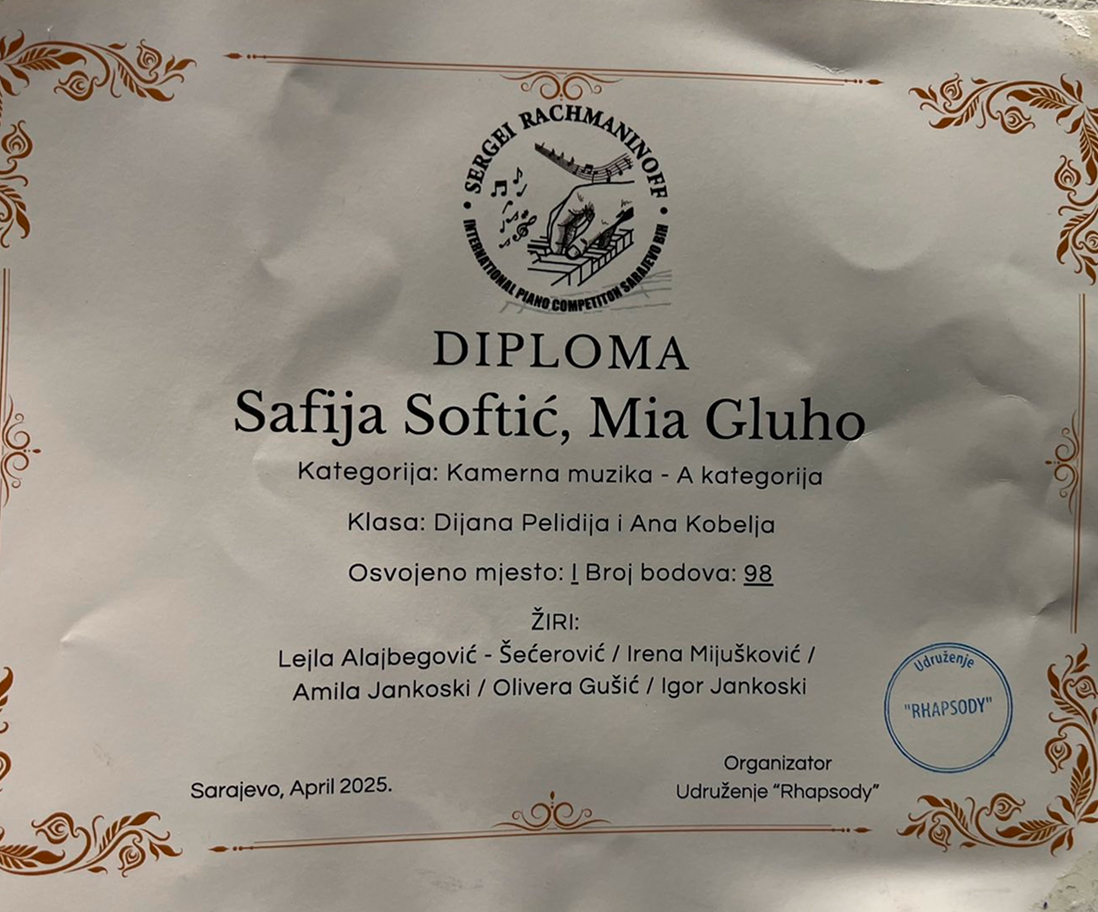 SERGEI RACHMANINOFF
INTERNATIONAL PIANO COMPETITON SARAJEVO BIH
DIPLOMA
Safija Softić, Mia Gluho
Kategorija: Kamerna muzika - A kategorija
Klasa: Dijana Pelidija i Ana Kobelja
Osvojeno mjesto: I Broj bodova: 98
ŽIRI:
Lejla Alajbegović - Šećerović / Irena Mijušković /
Amila Jankoski / Olivera Gušić / Igor Jankoski
Udruženje
"RHAPSODY"
Sarajevo, April 2025.
Organizator
Udruženje “Rhapsody”